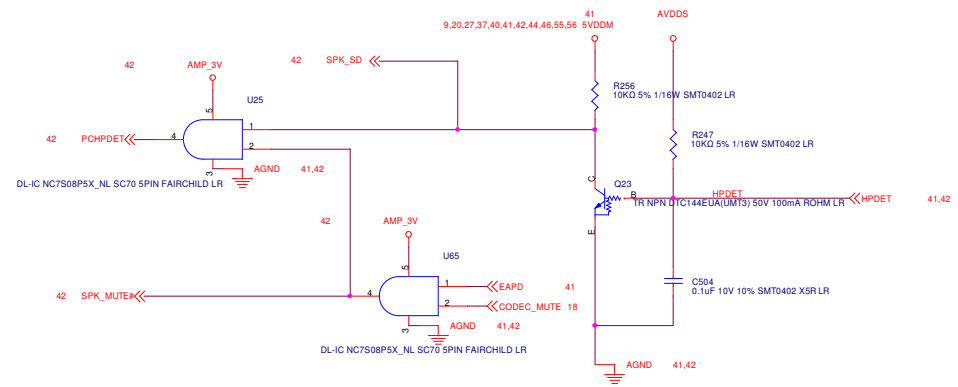 41
AVDDS
9,20,27,37,40,41,42,44,46,55,56 5VDDM
42
AMP_3V
42
SPK_SD
R256
10KΩ 5% 1/16W SMT0402 LR
U25
5
1
42
PCHPDET
4
2
R247
10KΩ 5% 1/16W SMT0402 LR
3
AGND
41,42
DL-IC NC7S08P5X_NL SC70 5PIN FAIRCHILD LR
C
Q23
B
HPDET
HPDET
41,42
TR NPN DTC144EUA(UMT3) 50V 100mA ROHM LR
E
42
AMP_3V
U65
5
1
EAPD
41
42
SPK_MUTE#
4
2
CODEC_MUTE
18
C504
0.1uF 10V 10% SMT0402 X5R LR
3
AGND
41,42
DL-IC NC7S08P5X_NL SC70 5PIN FAIRCHILD LR
AGND
41,42